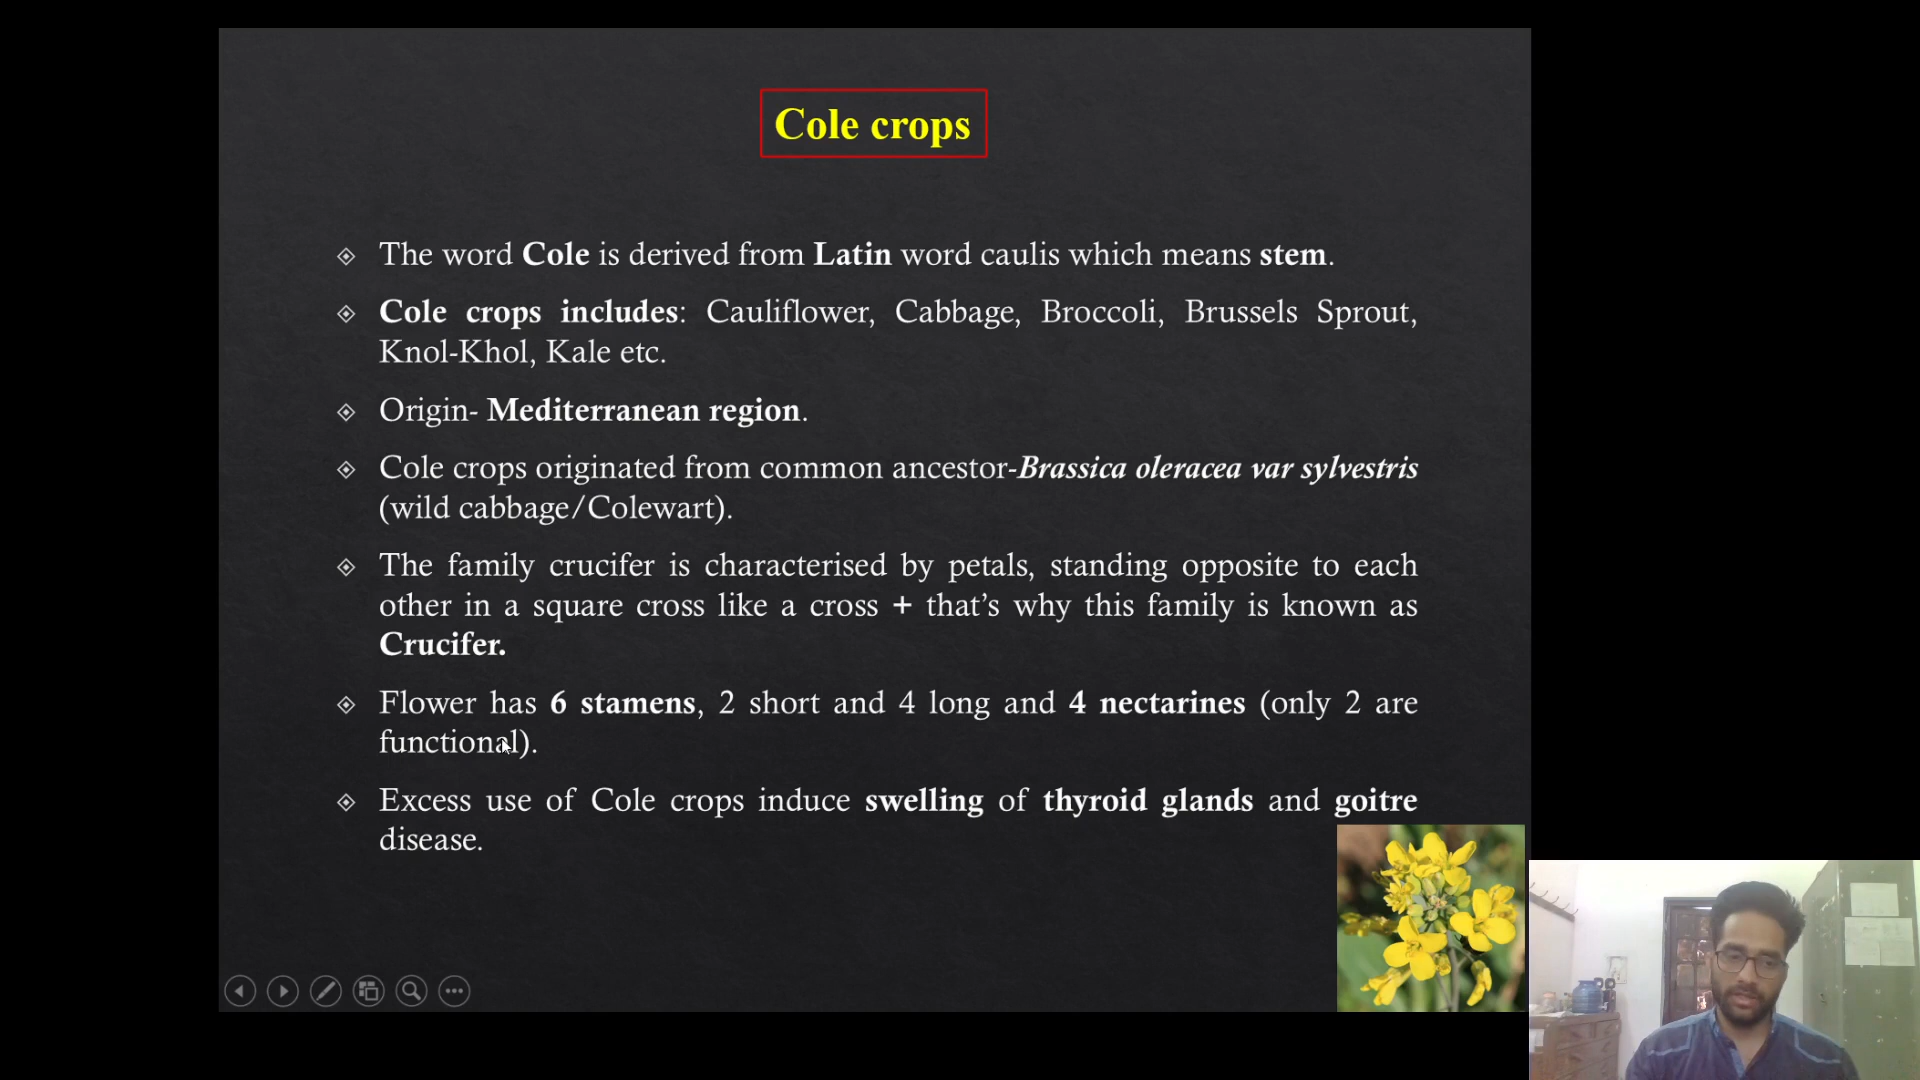 Cole crops
The word Cole is derived from Latin word caulis which means stem.
Cole crops includes: Cauliflower, Cabbage, Broccoli, Brussels Sprout,
Knol-Khol, Kale etc.
Origin- Mediterranean region.
Cole crops originated from common ancestor-Brassica oleracea var sylvestris
(wild cabbage/Colewart).
The family crucifer is characterised by petals, standing opposite to each
other in a square cross like a cross + that’s why this family is known as
Crucifer.
Flower has 6 stamens, 2 short and 4 long and 4 nectarines (only 2 are
functional).
Excess use of Cole crops induce swelling of thyroid glands and goitre
disease.